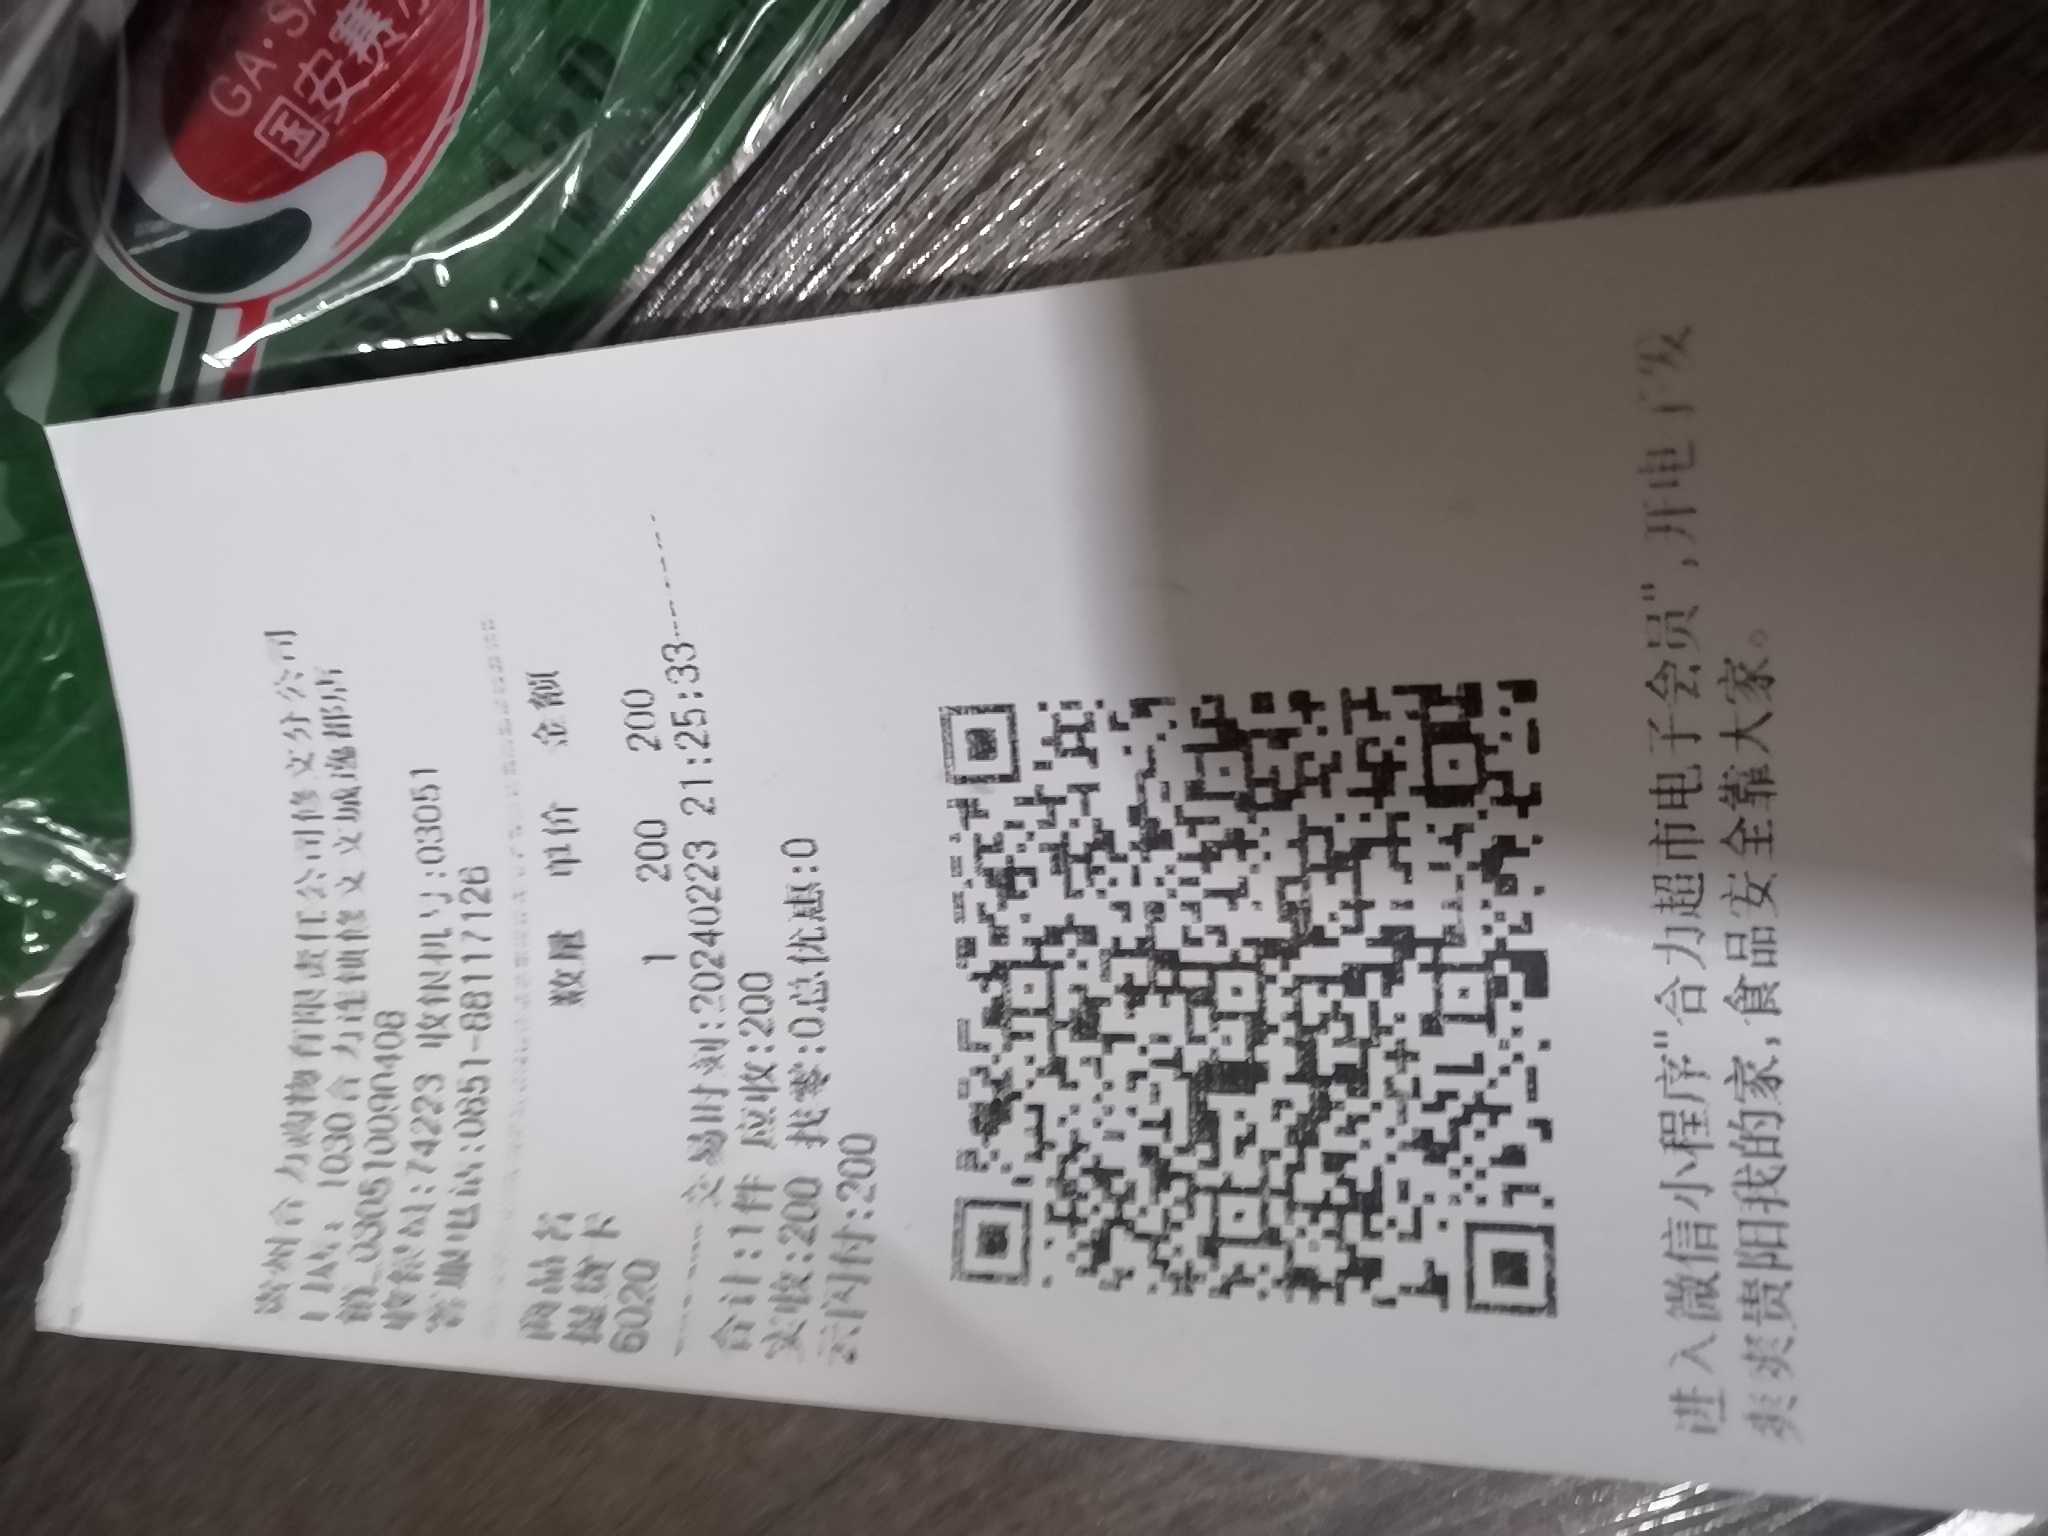 GA·SA
国安赛
贵州合力购物有限责任公司修文分公司
门店: 1030合力连锁修文文城逸都店
销_030510090408
收银员:74223 收银机号:03051
客服电话:0851-88117126
商品名 数量 单价 金额
提货卡
6020 1 200 200
交易时刻:20240223 21:25:33
合计:1件 应收:200
实收:200 找零:0总优惠:0
云闪付:200
进入微信小程序"合力超市电子会员",开电子发
爽爽贵阳我的家,食品安全靠大家。